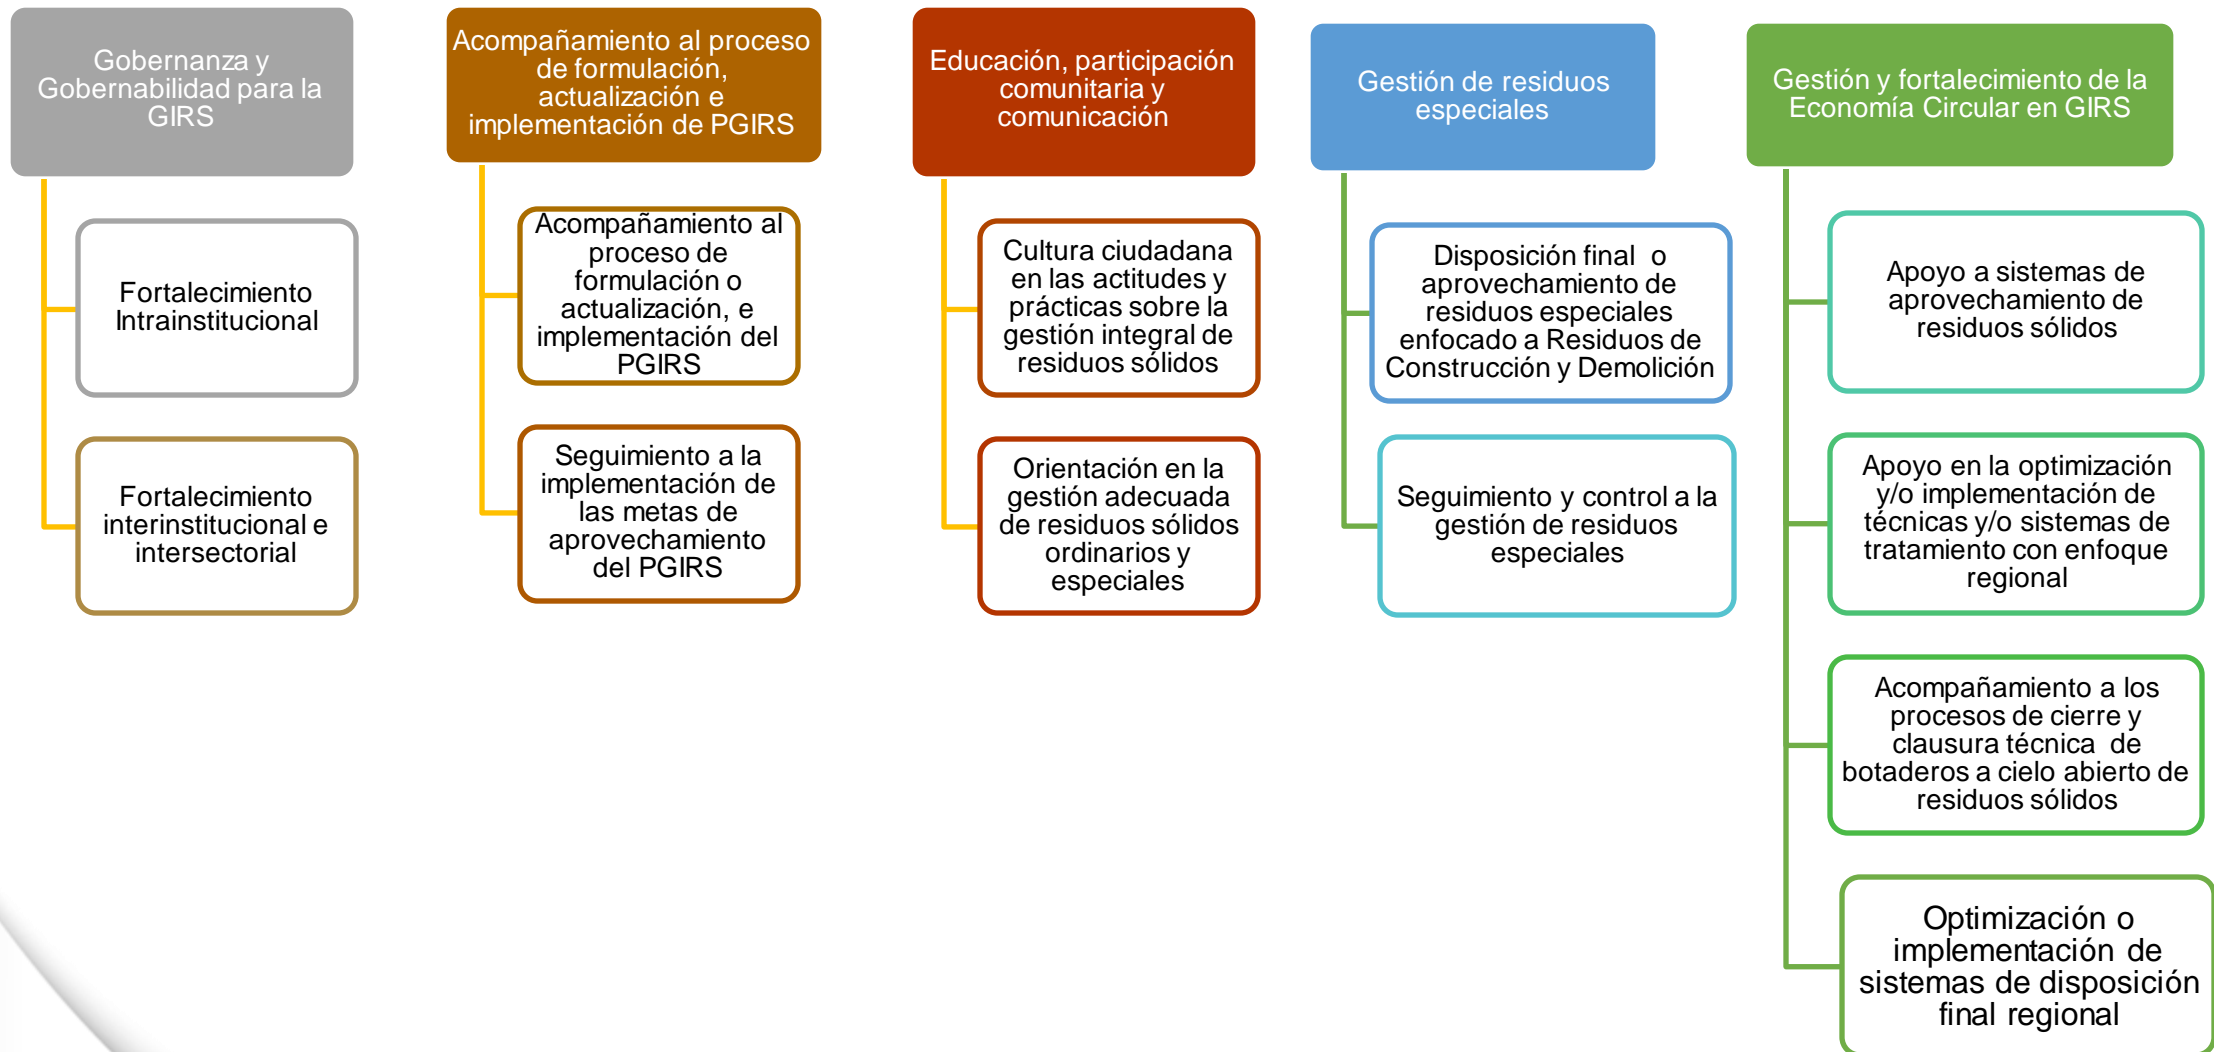 Gobernanza y
Gobernabilidad para la
GIRS
Fortalecimiento
Intrainstitucional
Fortalecimiento
interinstitucional e
intersectorial
Acompañamiento al proceso
de formulación,
actualización e
implementación de PGIRS
Acompañamiento al
proceso de
formulación o
actualización, e
implementación del
PGIRS
Seguimiento a la
implementación de
las metas de
aprovechamiento
del PGIRS
Educación, participación
comunitaria y
comunicación
Cultura ciudadana
en las actitudes y
prácticas sobre la
gestión integral de
residuos sólidos
Orientación en la
gestión adecuada
de residuos sólidos
ordinarios y
especiales
Gestión de residuos
especiales
Disposición final o
aprovechamiento de
residuos especiales
enfocado a Residuos de
Construcción y Demolición
Seguimiento y control a la
gestión de residuos
especiales
Gestión y fortalecimiento de la
Economía Circular en GIRS
Apoyo a sistemas de
aprovechamiento de
residuos sólidos
Apoyo en la optimización
y/o implementación de
técnicas y/o sistemas de
tratamiento con enfoque
regional
Acompañamiento a los
procesos de cierre y
clausura técnica de
botaderos a cielo abierto de
residuos sólidos
Optimización o
implementación de
sistemas de disposición
final regional